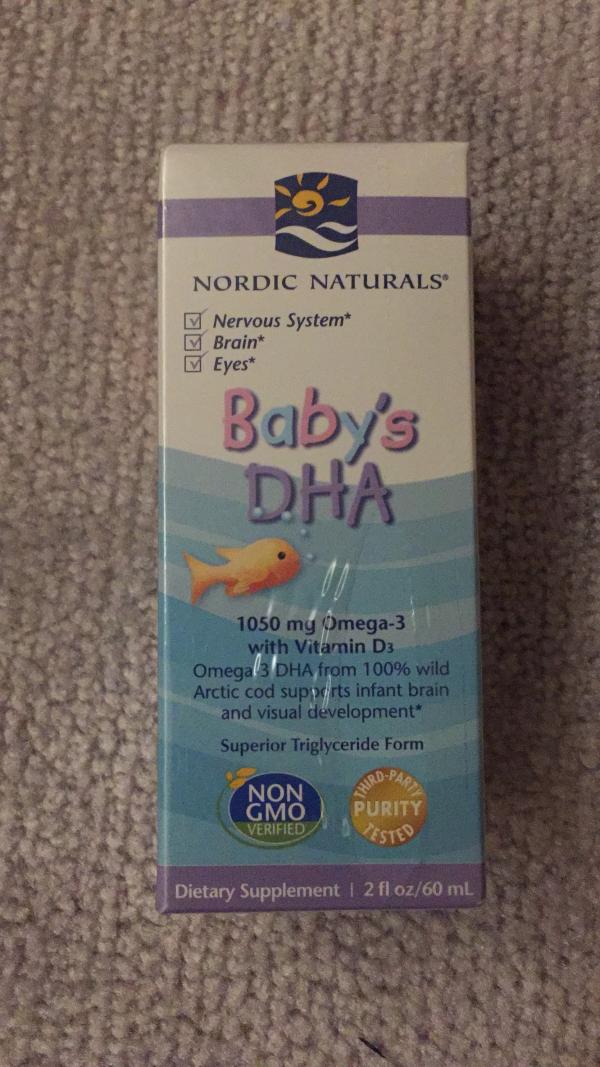 NORDIC NATURALS®
Nervous System*
Brain*
Eyes*
Baby's
DHA
1050 mg Omega-3
with Vitamin D3
Omega-3 DHA from 100% wild
Arctic cod supports infant brain
and visual development*
Superior Triglyceride Form
NON
GMO
VERIFIED
THIRD-PARTY
PURITY
TESTED
Dietary Supplement | 2 fl oz/60 mL